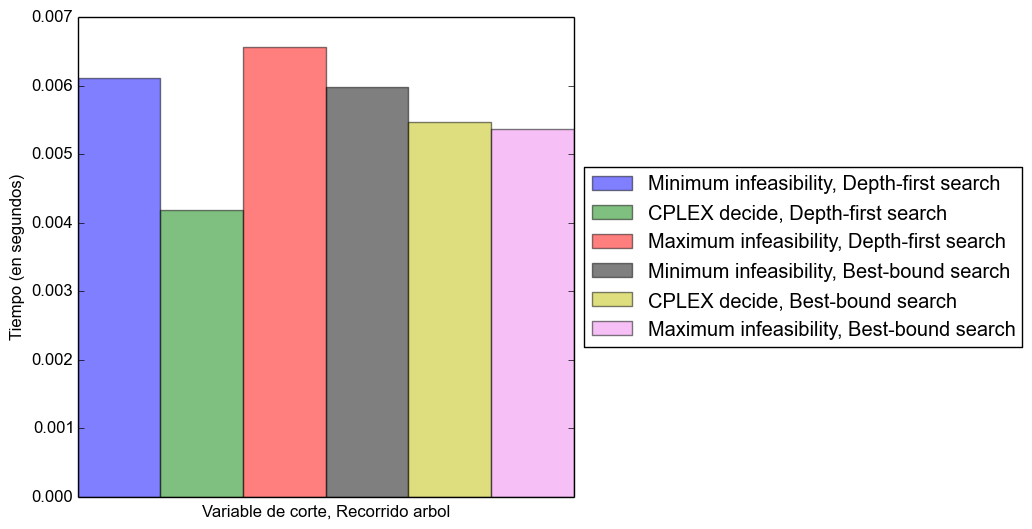 0.007
0.006
0.005
0.004
0.003
0.002
0.001
0.000
Tiempo (en segundos)
Variable de corte, Recorrido arbol
Minimum infeasibility, Depth-first search
CPLEX decide, Depth-first search
Maximum infeasibility, Depth-first search
Minimum infeasibility, Best-bound search
CPLEX decide, Best-bound search
Maximum infeasibility, Best-bound search